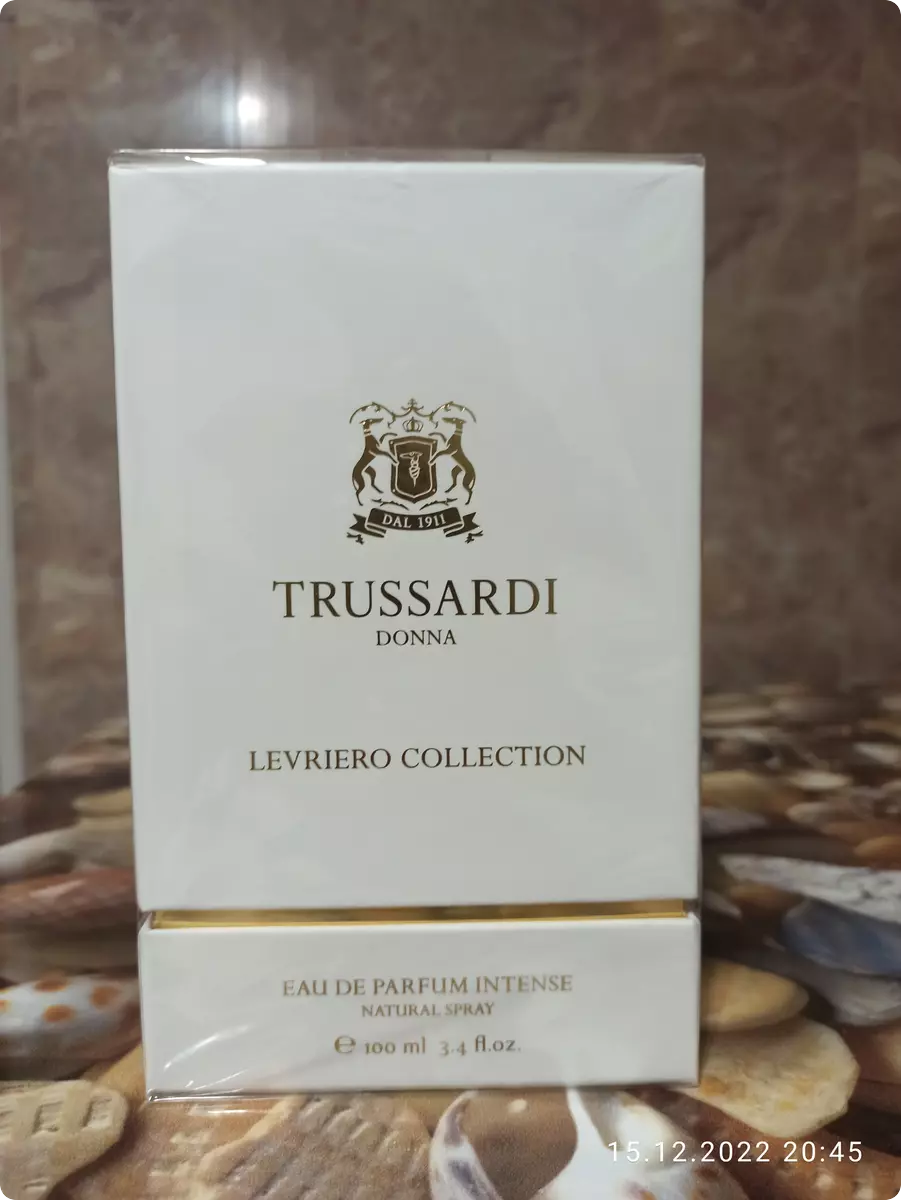 DAL 1911
TRUSSARDI
DONNA
LEVRIERO COLLECTION
EAU DE PARFUM INTENSE
NATURAL SPRAY
℮ 100 ml 3.4 fl.oz.
15.12.2022 20:45